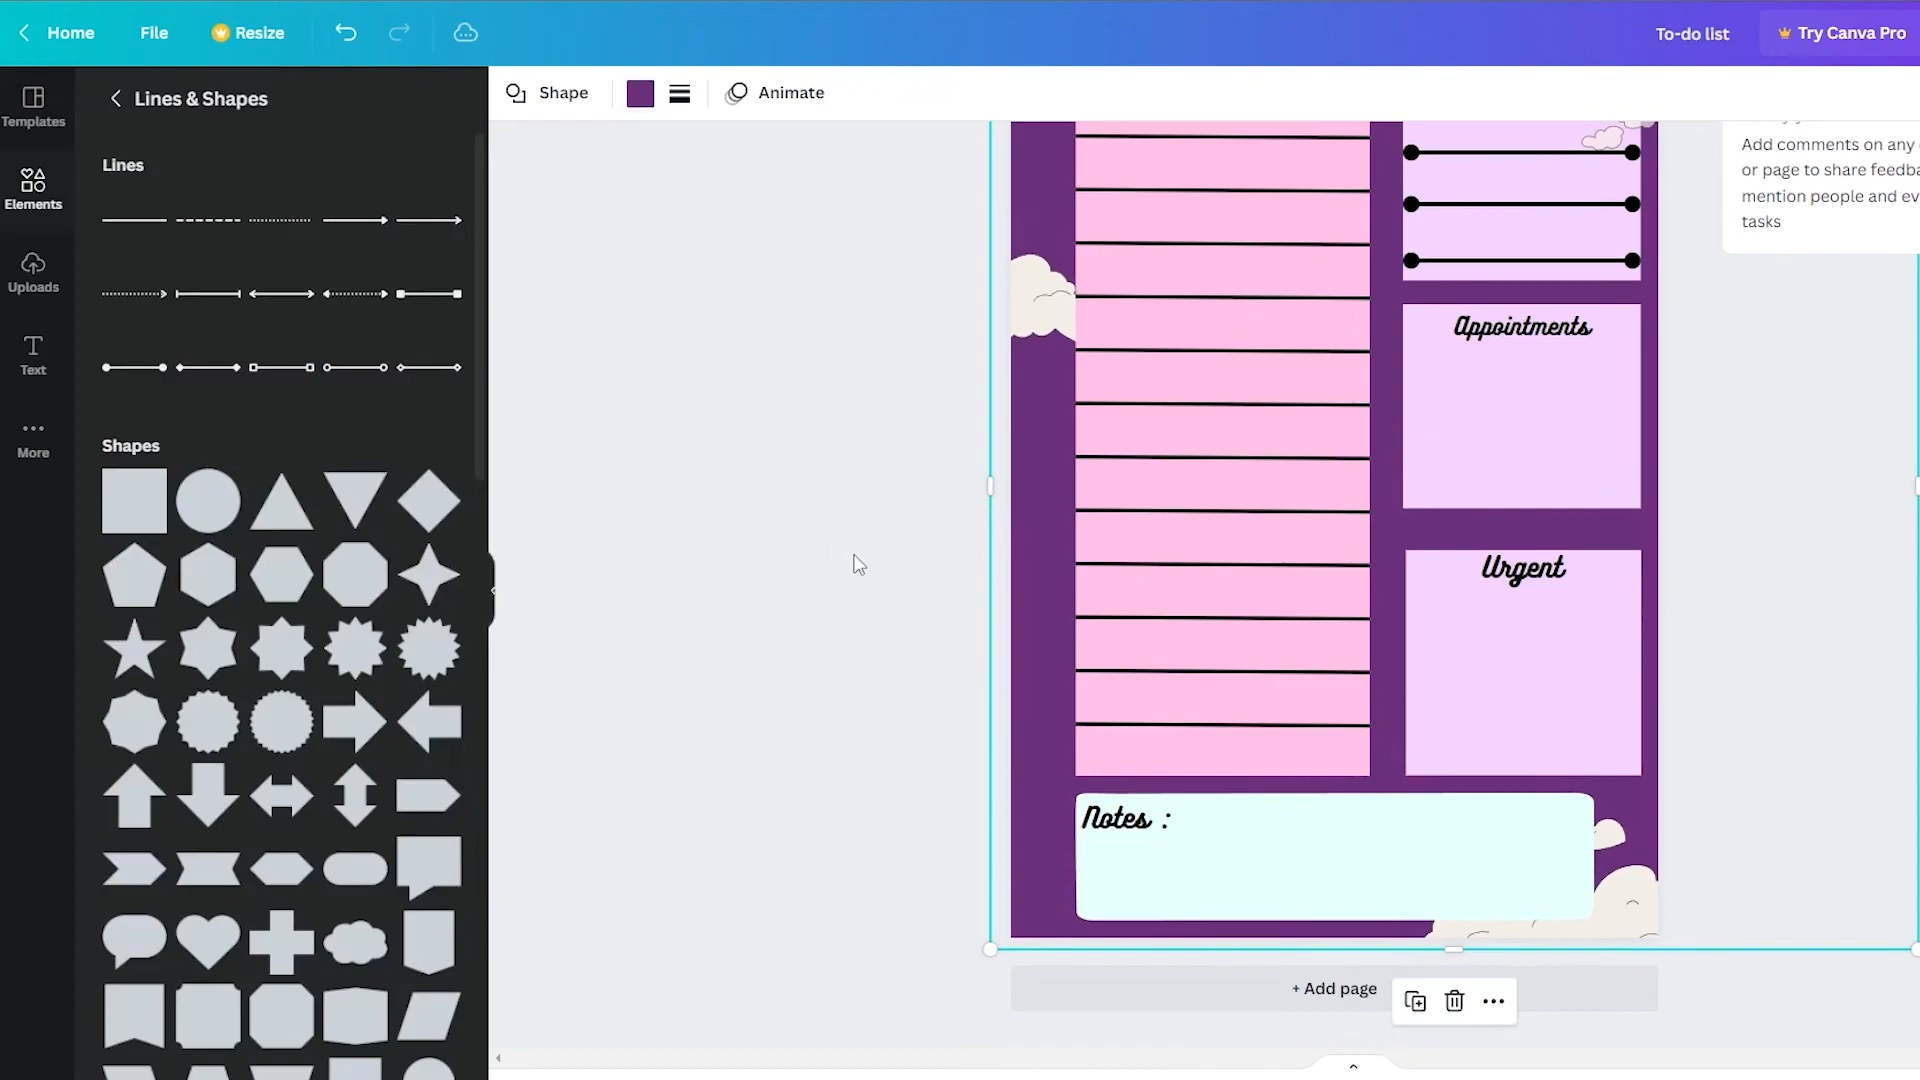 Home File Resize To-do list Try Canva Pro
Templates
Elements
Uploads
Text
More
Lines & Shapes
Lines
Shapes
Shape Animate
Add comments on any
or page to share feedba
mention people and ev
tasks
Appointments
Urgent
Notes :
+ Add page